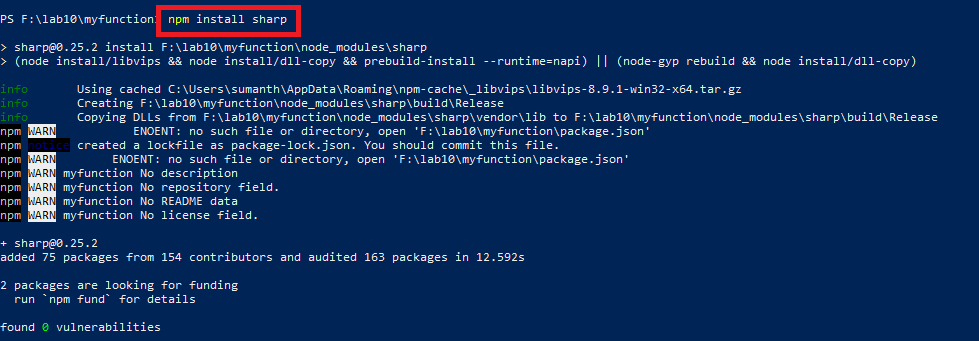 PS F:\lab10\myfunction> npm install sharp
> sharp@0.25.2 install F:\lab10\myfunction\node_modules\sharp
> (node install/libvips && node install/dll-copy && prebuild-install --runtime=napi) || (node-gyp rebuild && node install/dll-copy)
info Using cached C:\Users\sumanth\AppData\Roaming\npm-cache\_libvips\libvips-8.9.1-win32-x64.tar.gz
info Creating F:\lab10\myfunction\node_modules\sharp\build\Release
info Copying DLLs from F:\lab10\myfunction\node_modules\sharp\vendor\lib to F:\lab10\myfunction\node_modules\sharp\build\Release
npm WARN ENOENT: no such file or directory, open 'F:\lab10\myfunction\package.json'
npm notice created a lockfile as package-lock.json. You should commit this file.
npm WARN ENOENT: no such file or directory, open 'F:\lab10\myfunction\package.json'
npm WARN myfunction No description
npm WARN myfunction No repository field.
npm WARN myfunction No README data
npm WARN myfunction No license field.
+ sharp@0.25.2
added 75 packages from 154 contributors and audited 163 packages in 12.592s
2 packages are looking for funding
run `npm fund` for details
found 0 vulnerabilities